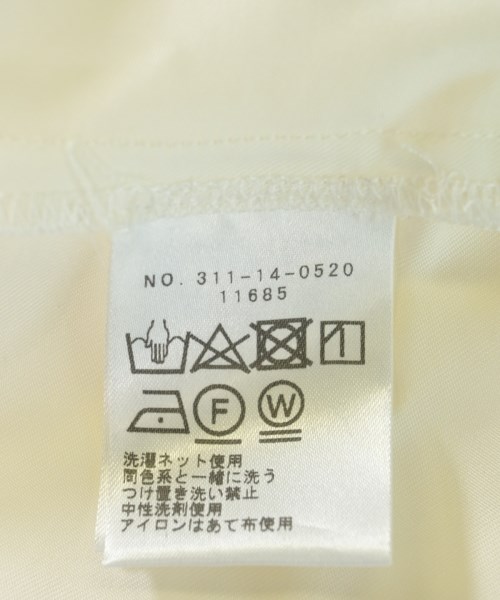 NO. 311-14-0520
11685
F W
洗濯ネット使用
同色系と一緒に洗う
つけ置き洗い禁止
中性洗剤使用
アイロンはあて布使用